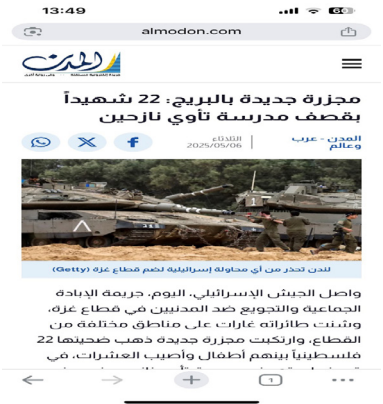 13:49
almodon.com
المدن
مجزرة جديدة بالبريج: 22 شهيداً
بقصف مدرسة تأوي نازحين
المدن - عرب وعالم
الثلاثاء
2025/05/06
لندن تحذر من أي محاولة إسرائيلية لضم قطاع غزة (Getty)
واصل الجيش الإسرائيلي، اليوم، جريمة الإبادة
الجماعية والتجويع ضد المدنيين في قطاع غزة،
وشنت طائراته غارات على مناطق مختلفة من
القطاع، وارتكبت مجزرة جديدة ذهب ضحيتها 22
فلسطينياً بينهم أطفال وأصيب العشرات، في